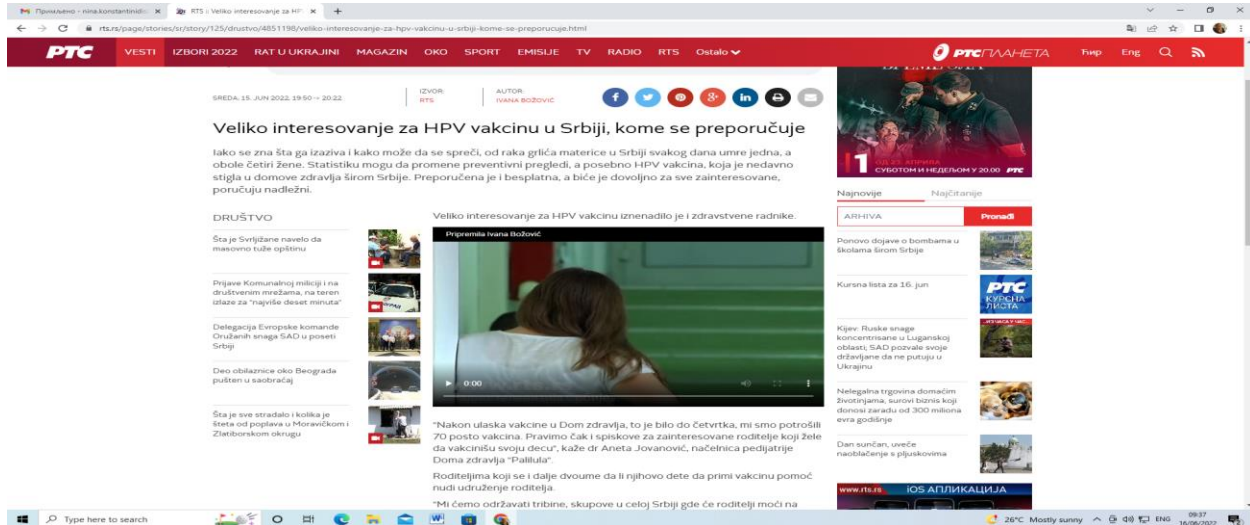 Примљено - nina.konstantinidis
RTS :: Veliko interesovanje za HP
rts.rs/page/stories/sr/story/125/drustvo/4851198/veliko-interesovanje-za-hpv-vakcinu-u-srbiji-kome-se-preporucuje.html
РТС VESTI IZBORI 2022 RAT U UKRAJINI MAGAZIN OKO SPORT EMISIJE TV RADIO RTS Ostalo
РТСПЛАНЕТА Ћир Eng
SREDA, 15. JUN 2022, 19:50 -> 20:22
IZVOR:
RTS
AUTOR:
IVANA BOŽOVIĆ
Veliko interesovanje za HPV vakcinu u Srbiji, kome se preporučuje
Iako se zna šta ga izaziva i kako može da se spreči, od raka grlića materice u Srbiji svakog dana umre jedna, a
obole četiri žene. Statistiku mogu da promene preventivni pregledi, a posebno HPV vakcina, koja je nedavno
stigla u domove zdravlja širom Srbije. Preporučena je i besplatna, a biće je dovoljno za sve zainteresovane,
poručuju nadležni.
DRUŠTVO
Šta je Svrljižane navelo da
masovno tuže opštinu
Prijave Komunalnoj miliciji i na
društvenim mrežama, na teren
izlaze za "najviše deset minuta"
Delegacija Evropske komande
Oružanih snaga SAD u poseti
Srbiji
Deo obilaznice oko Beograda
pušten u saobraćaj
Šta je sve stradalo i kolika je
šteta od poplava u Moravičkom i
Zlatiborskom okrugu
Veliko interesovanje za HPV vakcinu iznenadilo je i zdravstvene radnike.
Pripremila Ivana Božović
0:00
"Nakon ulaska vakcine u Dom zdravlja, to je bilo do četvrtka, mi smo potrošili
70 posto vakcina. Pravimo čak i spiskove za zainteresovane roditelje koji žele
da vakcinišu svoju decu", kaže dr Aneta Jovanović, načelnica pedijatrije
Doma zdravlja "Palilula".
Roditeljima koji se i dalje dvoume da li njihovo dete da primi vakcinu pomoć
nudi udruženje roditelja.
"Mi ćemo održavati tribine, skupove u celoj Srbiji gde će roditelji moći na
1 ОД 23. АПРИЛА
СУБОТОМ И НЕДЕЉОМ У 20.00 РТС
Najnovije Najčitanije
ARHIVA Pronađi
Ponovo dojave o bombama u
školama širom Srbije
Kursna lista za 16. jun
РТС
КУРСНА
ЛИСТА
Kijev: Ruske snage
koncentrisane u Luganskoj
oblasti; SAD pozvale svoje
državljane da ne putuju u
Ukrajinu
Nelegalna trgovina domaćim
životinjama, surovi biznis koji
donosi zaradu od 300 miliona
evra godišnje
Dan sunčan, uveče
naoblačenje s pljuskovima
www.rts.rs iOS АПЛИКАЦИЈА
Type here to search
26°C Mostly sunny ENG 09:37
16/06/2022